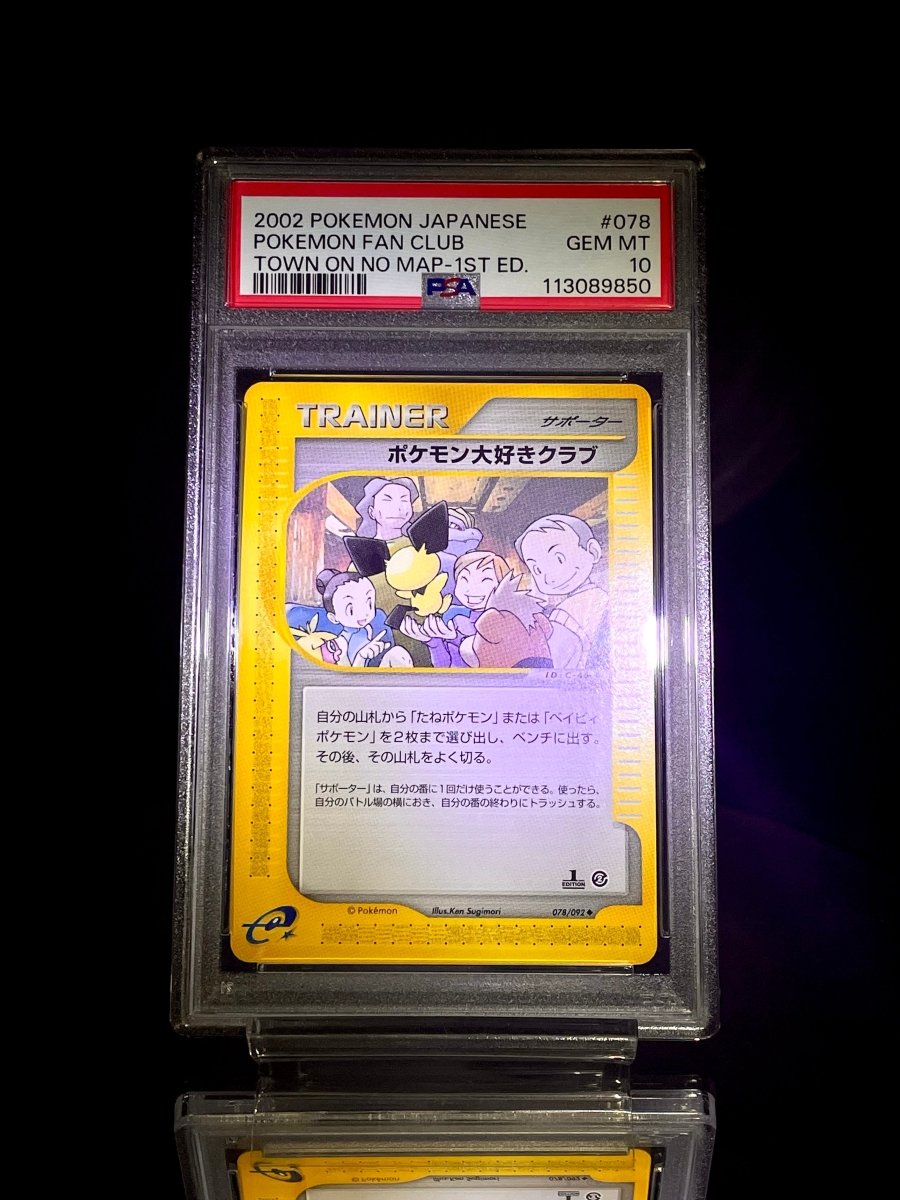 2002 POKEMON JAPANESE #078
POKEMON FAN CLUB GEM MT
TOWN ON NO MAP-1ST ED. 10
PSA 113089850
TRAINER サポーター
ポケモン大好きクラブ
自分の山札から「たねポケモン」または「ベイビィ
ポケモン」を2枚まで選び出し、ベンチに出す。
その後、その山札をよく切る。
「サポーター」は、自分の番に1回だけ使うことができる。使ったら、
自分のバトル場の横におき、自分の番の終わりにトラッシュする。
1
EDITION
© Pokémon Illus.Ken Sugimori 078/092
e
© Pokémon 078/092